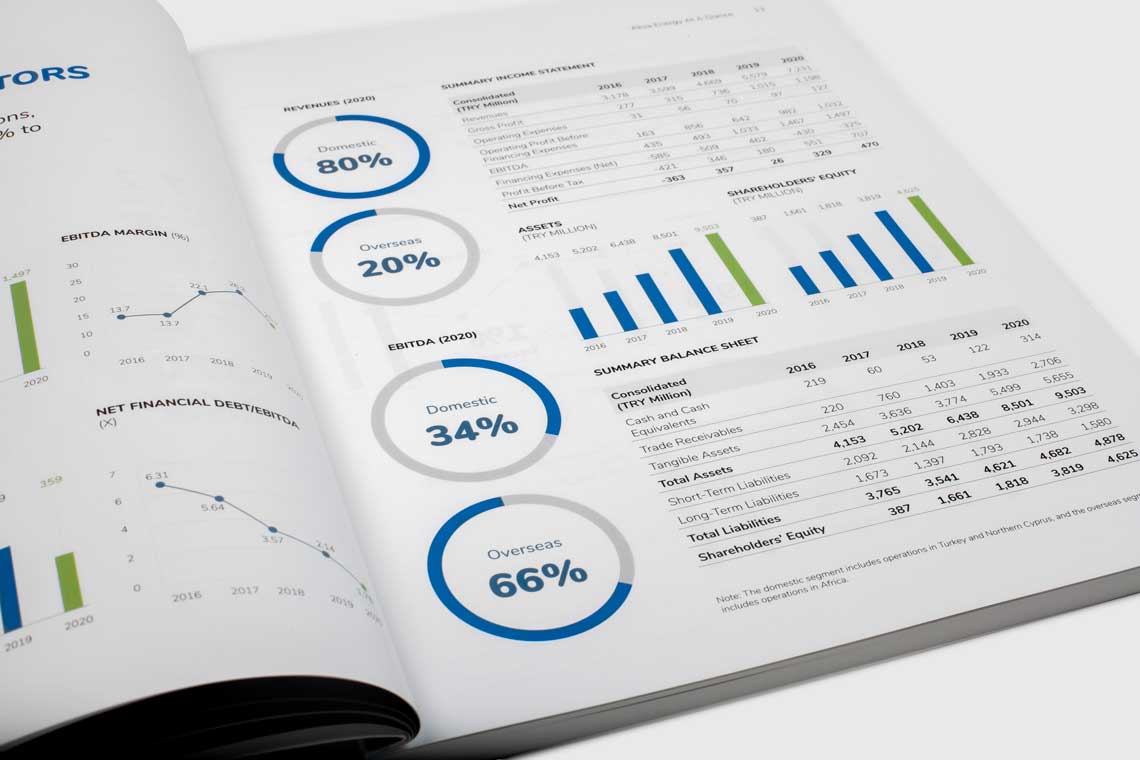 TORS
ons,
% to
1,497
2020
EBITDA MARGIN (%)
30
25
20
15
10
0
13.7
13.7
22.1
2016 2017 2018 2019
NET FINANCIAL DEBT/EBITDA
(X)
359
2019 2020
7
6
4
2
0
6.31
5.64
3.57
2.14
2016 2017 2018 2019 2020
At A Glance
REVENUES (2020)
Domestic
80%
Overseas
20%
EBITDA (2020)
Domestic
34%
Overseas
66%
SUMMARY INCOME STATEMENT
Consolidated
(TRY Million) 2016 2017 2018 2019 2020
Revenues 3,178 3,599 4,669 5,579 7,231
Gross Profit 277 315 736 1,015 1,198
Operating Expenses 31 56 70 97 127
Operating Profit Before
Financing Expenses 163 856 642 982 1,032
EBITDA 435 493 1,033 1,467 1,497
Financing Expenses (Net) -585 -509 462 -430 -325
Profit Before Tax -421 346 180 551 707
Net Profit -363 357 26 329 470
ASSETS
(TRY MILLION)
4,153 5,202 6,438 8,501 9,503
2016 2017 2018 2019 2020
SHAREHOLDERS' EQUITY
(TRY MILLION)
387 1,661 1,818 3,819 4,625
2016 2017 2018 2019 2020
SUMMARY BALANCE SHEET
Consolidated
(TRY Million) 2016 2017 2018 2019 2020
Cash and Cash
Equivalents 219 60 53 122 314
Trade Receivables 220 760 1,403 1,933 2,706
Tangible Assets 2,454 3,636 3,774 5,499 5,655
Total Assets 4,153 5,202 6,438 8,501 9,503
Short-Term Liabilities 2,092 2,144 2,828 2,944 3,298
Long-Term Liabilities 1,673 1,397 1,793 1,738 1,580
Total Liabilities 3,765 3,541 4,621 4,682 4,878
Shareholders' Equity 387 1,661 1,818 3,819 4,625
Note: The domestic segment includes operations in Turkey and Northern Cyprus, and the overseas seg
includes operations in Africa.